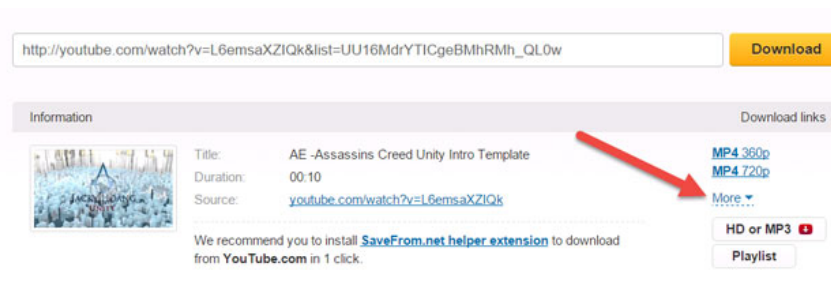 http://youtube.com/watch?v=L6emsaXZIQk&list=UU16MdrYTICgeBMhRMh_QL0w
Download
Information
Download links
Title: AE -Assassins Creed Unity Intro Template
MP4 360p
Duration: 00:10
MP4 720p
Source: youtube.com/watch?v=L6emsaXZIQk
More
We recommend you to install SaveFrom.net helper extension to download
from YouTube.com in 1 click.
HD or MP3
Playlist
UNITY